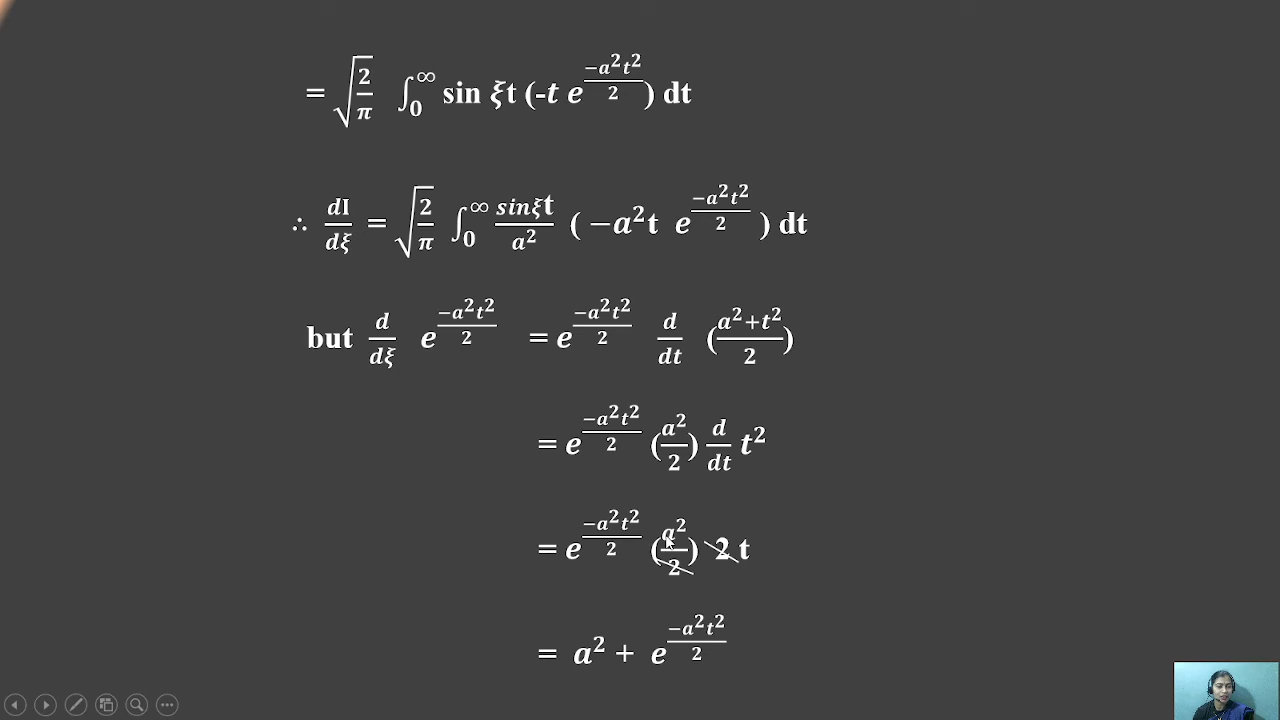 = √(2/π) ∫₀^∞ sin ξt (-t e^(−a²t²/2)) dt
∴ dI/dξ = √(2/π) ∫₀^∞ sinξt/a² ( −a²t e^(−a²t²/2) ) dt
but d/dξ e^(−a²t²/2) = e^(−a²t²/2) d/dt (a²+t²/2)
= e^(−a²t²/2) (a²/2) d/dt t²
= e^(−a²t²/2) (a²/2) 2 t
= a² + e^(−a²t²/2)